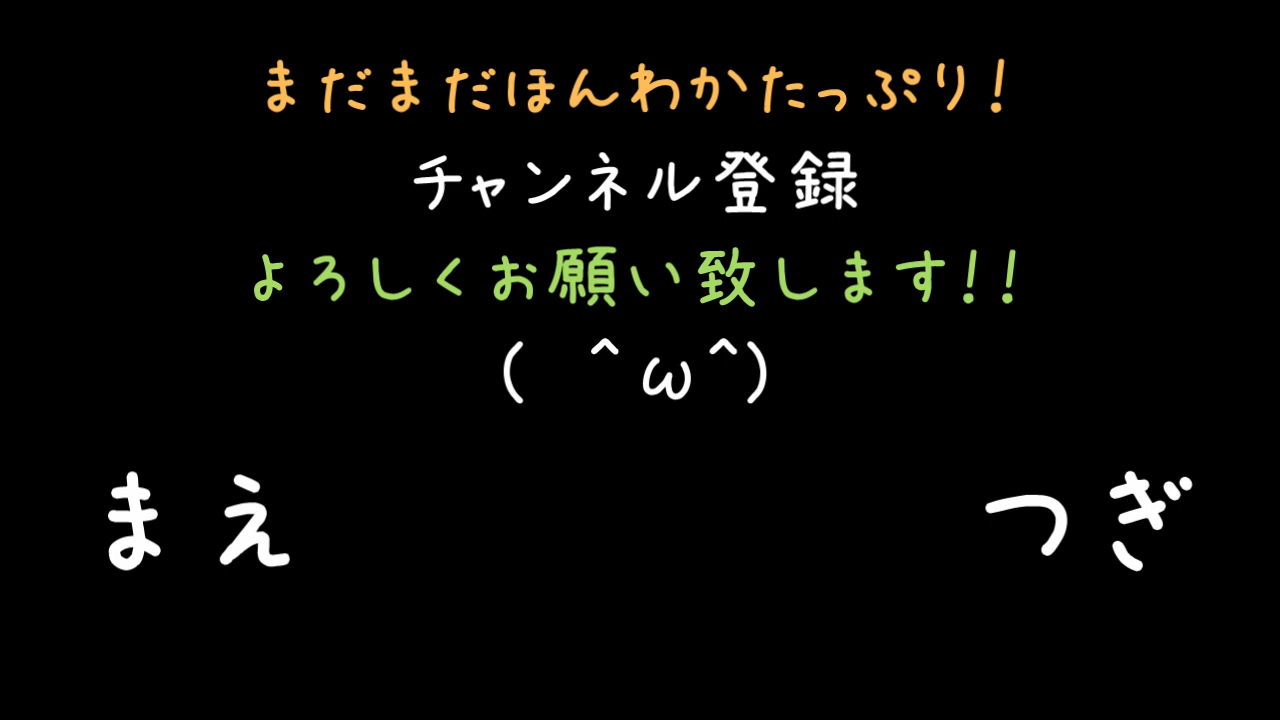 まだまだほんわかたっぷり!
チャンネル登録
よろしくお願い致します!!
( ^ω^)
まえ つぎ